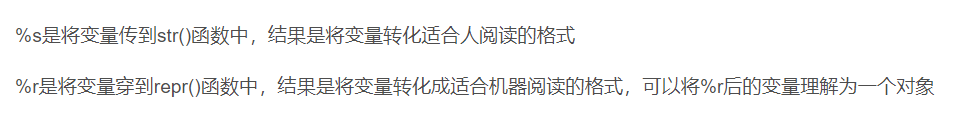 %s是将变量传到str()函数中，结果是将变量转化适合人阅读的格式
%r是将变量穿到repr()函数中，结果是将变量转化成适合机器阅读的格式，可以将%r后的变量理解为一个对象